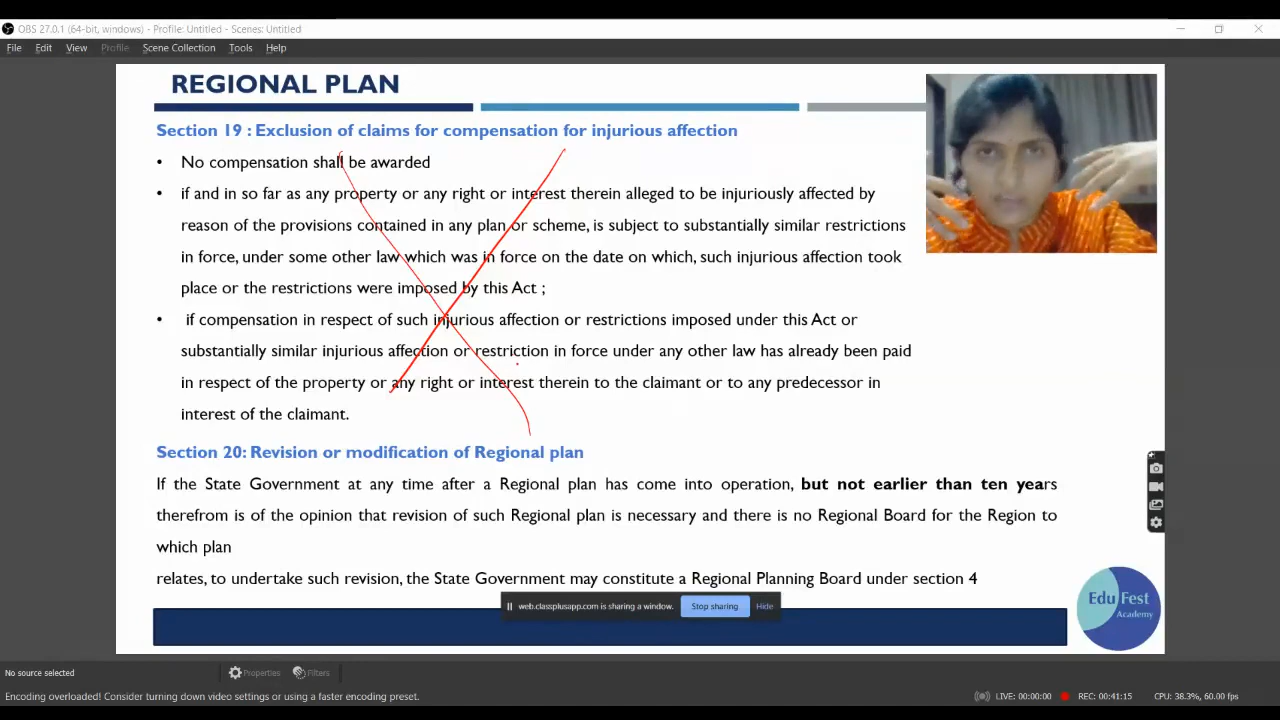 OBS 27.0.1 (64-bit, windows) - Profile: Untitled - Scenes: Untitled
File Edit View Profile Scene Collection Tools Help
REGIONAL PLAN
Section 19 : Exclusion of claims for compensation for injurious affection
• No compensation shall be awarded
• if and in so far as any property or any right or interest therein alleged to be injuriously affected by
reason of the provisions contained in any plan or scheme, is subject to substantially similar restrictions
in force, under some other law which was in force on the date on which, such injurious affection took
place or the restrictions were imposed by this Act ;
• if compensation in respect of such injurious affection or restrictions imposed under this Act or
substantially similar injurious affection or restriction in force under any other law has already been paid
in respect of the property or any right or interest therein to the claimant or to any predecessor in
interest of the claimant.
Section 20: Revision or modification of Regional plan
If the State Government at any time after a Regional plan has come into operation, but not earlier than ten years
therefrom is of the opinion that revision of such Regional plan is necessary and there is no Regional Board for the Region to
which plan
relates, to undertake such revision, the State Government may constitute a Regional Planning Board under section 4
web.classplusapp.com is sharing a window. Stop sharing Hide
Edu Fest
Academy
No source selected Properties Filters
Encoding overloaded! Consider turning down video settings or using a faster encoding preset. LIVE: 00:00:00 REC: 00:41:15 CPU: 38.3%, 60.00 fps